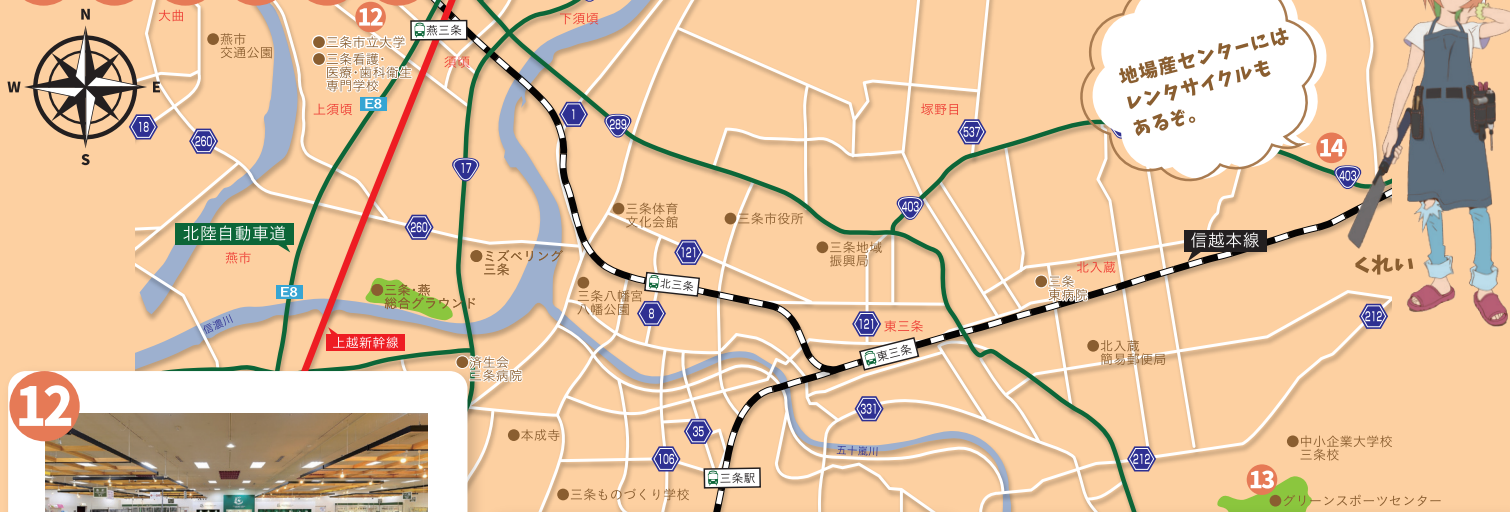 大曲
12
N
W
E
S
燕市
交通公園
三条市立大学
三条看護・
医療・歯科衛生
専門学校
上須頃
E8
燕三条
須頃
下須頃
18
260
1
289
17
260
北陸自動車道
燕市
E8
三条・燕
総合グラウンド
ミズベリング
三条
信濃川
上越新幹線
済生会
三条病院
三条体育
文化会館
三条市役所
121
三条八幡宮
八幡公園
北三条
8
三条地域
振興局
塚野目
537
403
地場産センターには
レンタサイクルも
あるぞ。
14
403
くれい
信越本線
北入蔵
三条
東病院
121
東三条
東三条
北入蔵
簡易郵便局
212
331
35
106
三条駅
五十嵐川
212
本成寺
三条ものづくり学校
中小企業大学校
三条校
13
グリーンスポーツセンター
12